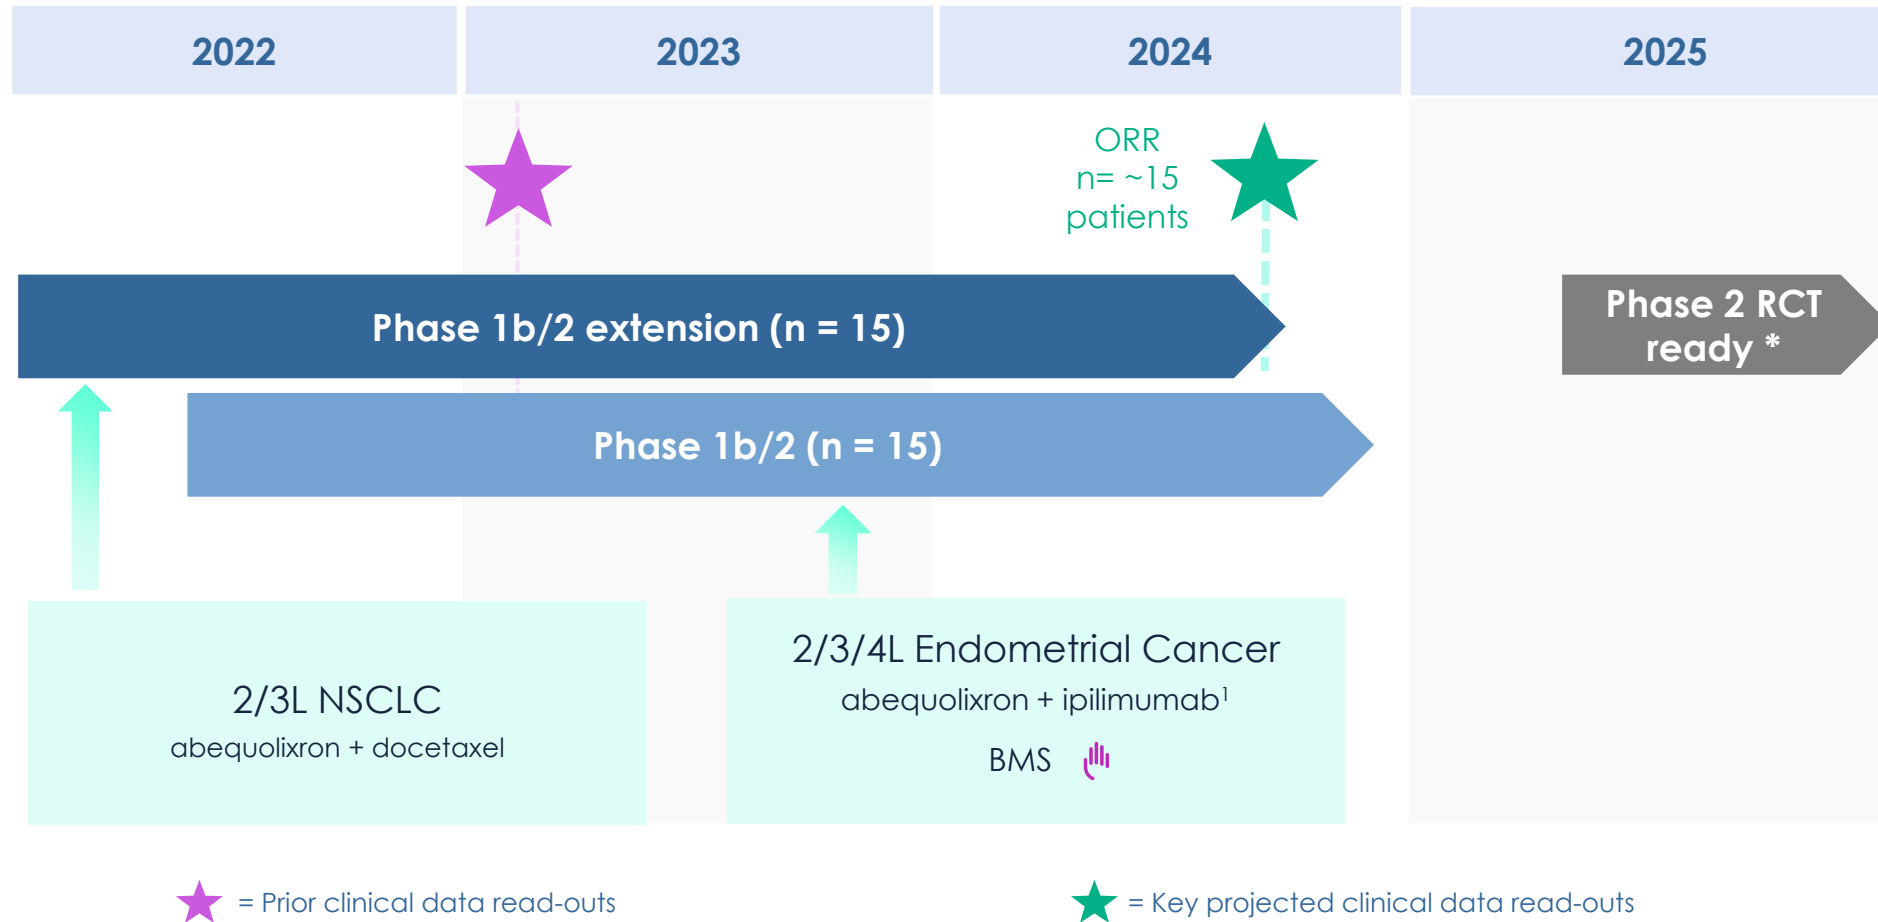 2022 2023 2024 2025
ORR
n= ~15
patients
Phase 1b/2 extension (n = 15)
Phase 2 RCT
ready *
Phase 1b/2 (n = 15)
2/3L NSCLC
abequolixron + docetaxel
2/3/4L Endometrial Cancer
abequolixron + ipilimumab¹
BMS
= Prior clinical data read-outs
= Key projected clinical data read-outs